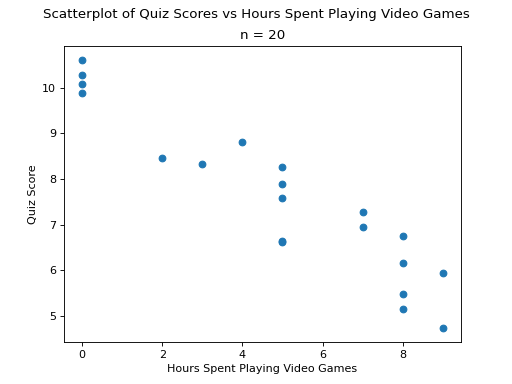 Scatterplot of Quiz Scores vs Hours Spent Playing Video Games
n = 20
10
9
8
7
6
5
Quiz Score
0 2 4 6 8
Hours Spent Playing Video Games